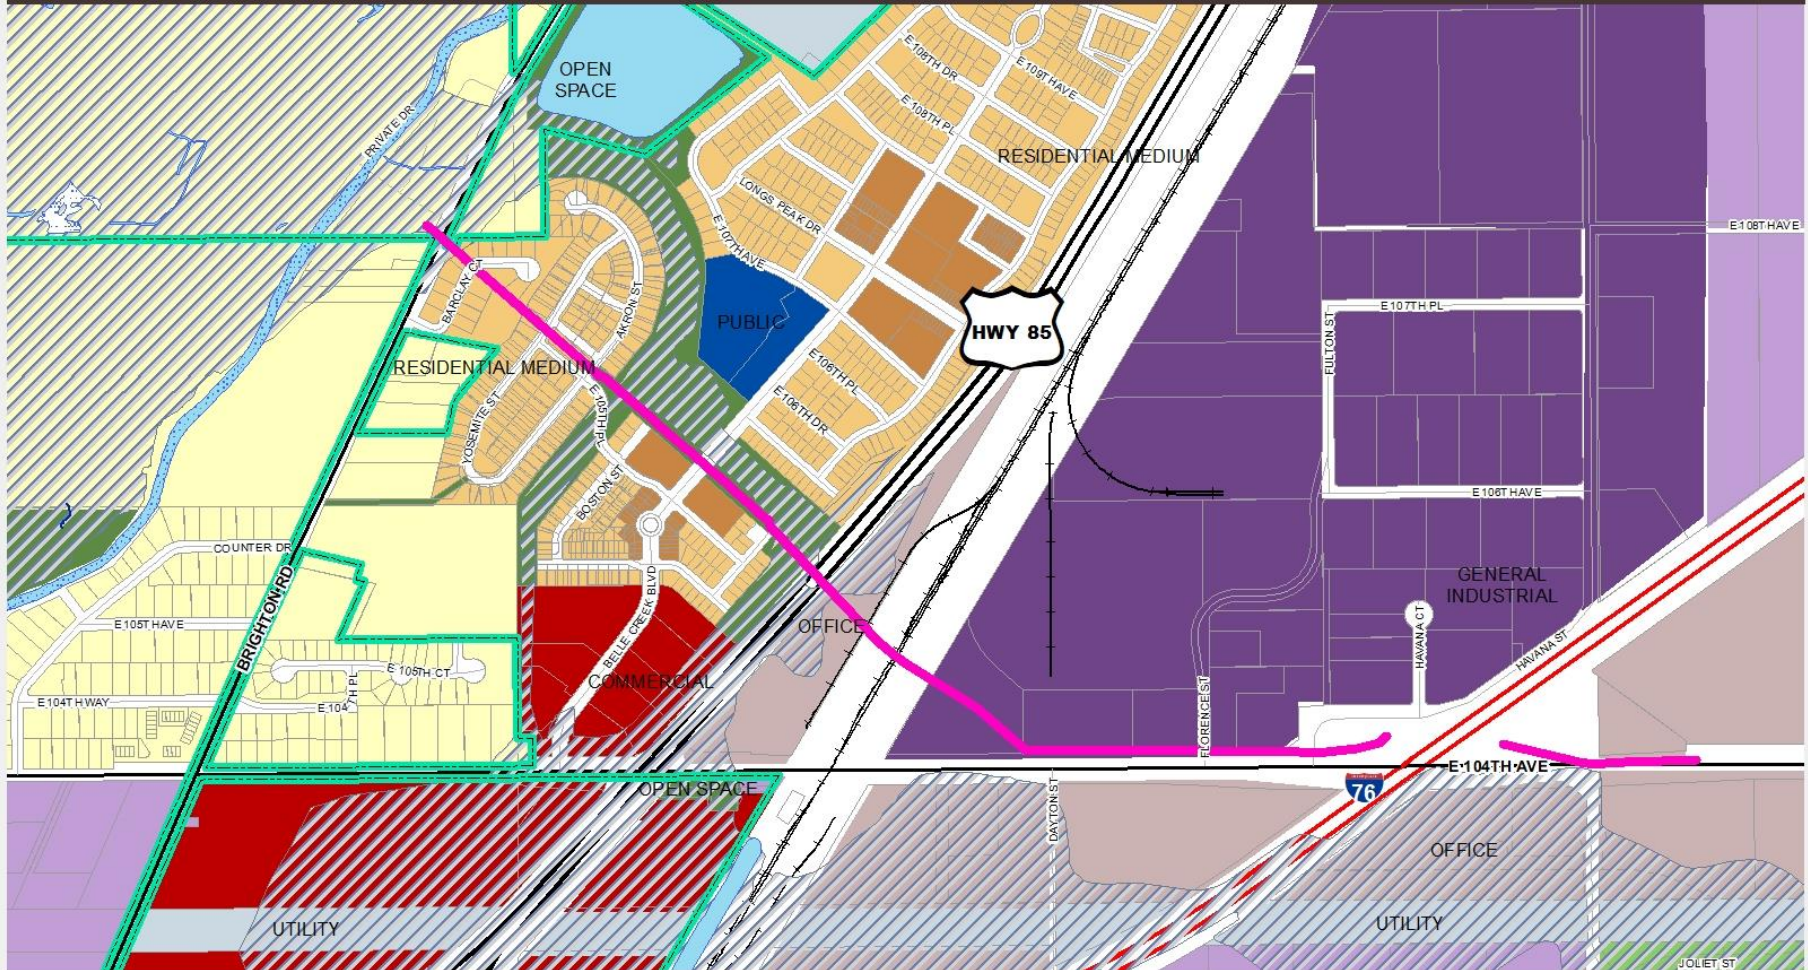 OPEN
SPACE
E 108TH DR
E 109TH AVE
E 108TH PL
PRIVATE DR
RESIDENTIAL MEDIUM
LONGS PEAK DR
E 107TH AVE
E 108TH AVE
BARCLAY CT
AKRON ST
PUBLIC
HWY 85
E 107TH PL
FULTON ST
RESIDENTIAL MEDIUM
E 106TH PL
E 106TH DR
E 105TH PL
YOSEMITE ST
BOSTON ST
E 106TH AVE
COUNTER DR
BRIGHTON RD
E 105TH AVE
BELLE CREEK BLVD
OFFICE
GENERAL
INDUSTRIAL
HAVANA CT
HAVANA ST
E 105TH CT
7TH PL
COMMERCIAL
E 104TH WAY
E 104
FLORENCE ST
E 104TH AVE
76
OPEN SPACE
DAYTON ST
OFFICE
UTILITY
UTILITY
JOLIET ST